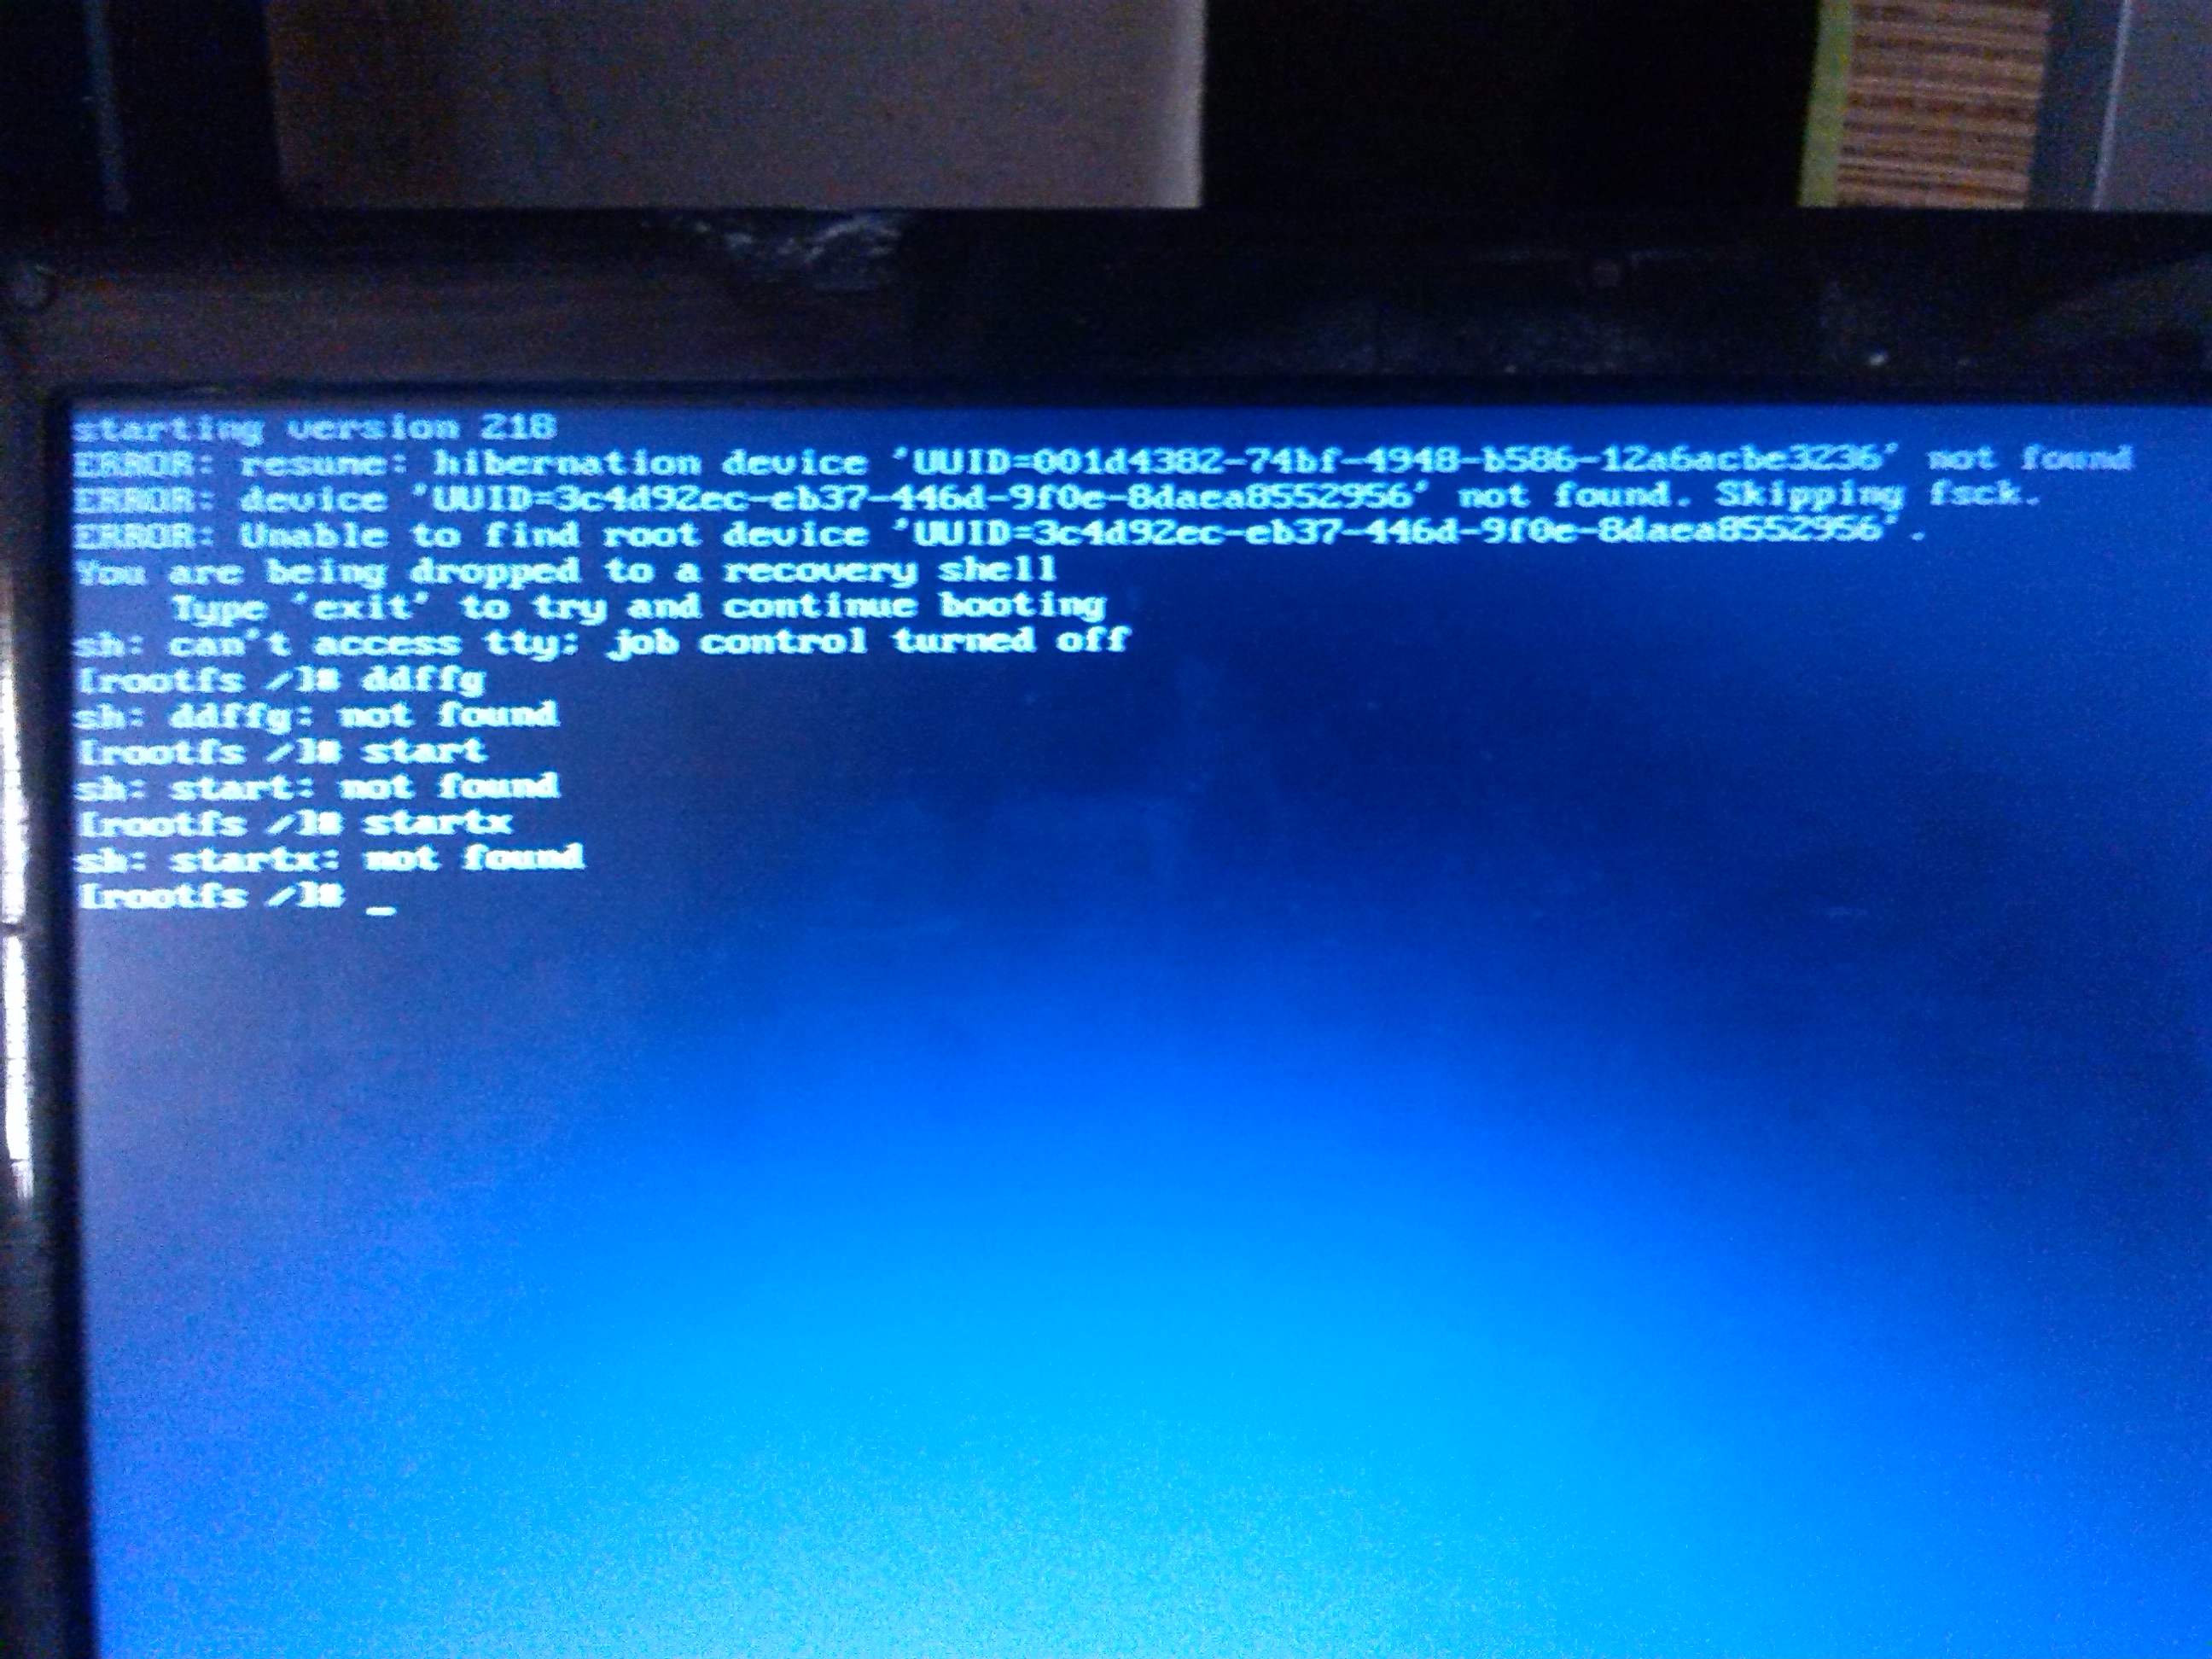 starting version 218
ERROR: resume: hibernation device 'UUID=001d4382-74bf-4948-b586-12a6acbe3236' not found
ERROR: device 'UUID=3c4d92ec-eb37-446d-9f0e-8daea8552956' not found. Skipping fsck.
ERROR: Unable to find root device 'UUID=3c4d92ec-eb37-446d-9f0e-8daea8552956'.
You are being dropped to a recovery shell
    Type 'exit' to try and continue booting
sh: can't access tty; job control turned off
[rootfs /]# ddffg
sh: ddffg: not found
[rootfs /]# start
sh: start: not found
[rootfs /]# startx
sh: startx: not found
[rootfs /]# _